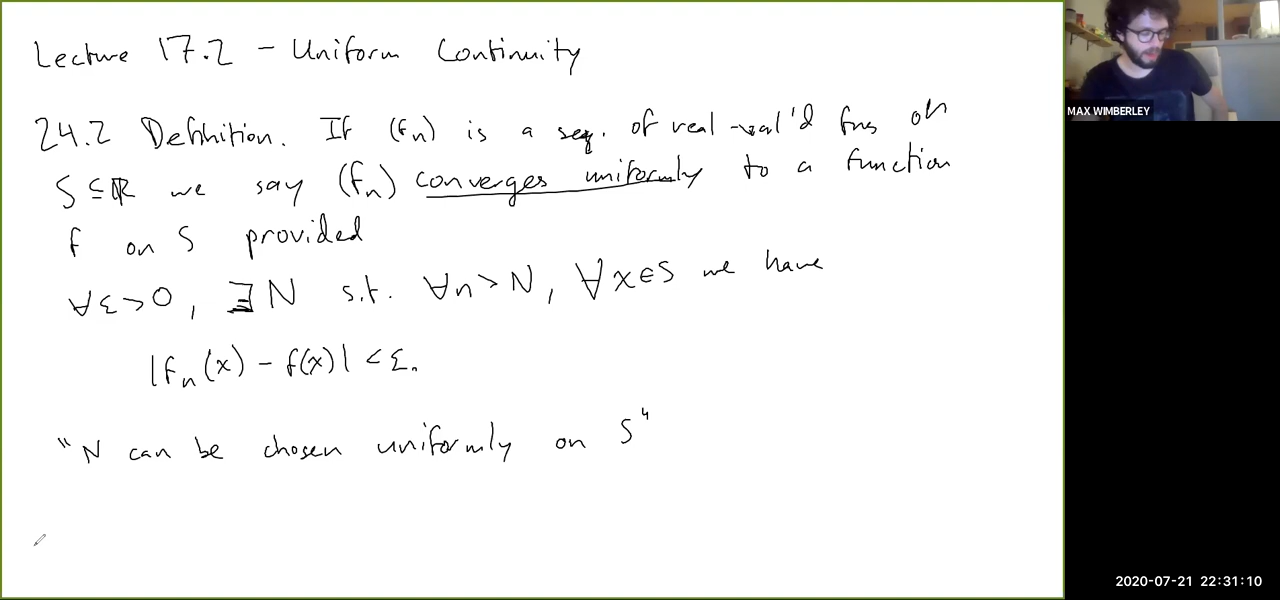 Lecture 17.2 - Uniform Continuity
24.2 Definition. If (fn) is a seq. of real-val'd fns on
S ⊆ ℝ we say (fn) converges uniformly to a function
f on S provided
∀ε>0, ∃N s.t. ∀n>N, ∀x∈S we have
|fn(x) - f(x)| < ε.
"N can be chosen uniformly on S"
MAX WIMBERLEY
2020-07-21 22:31:10